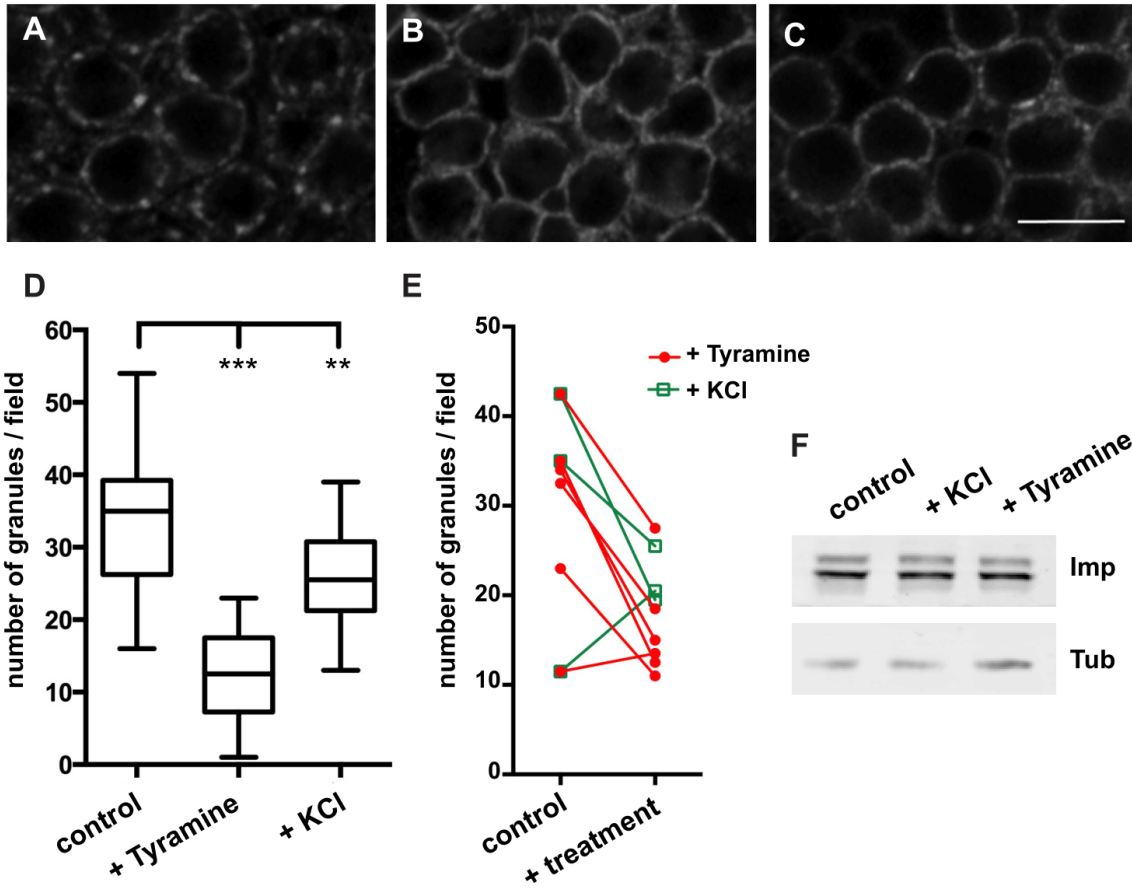 A
B
C
D
number of granules / field
60
50
40
30
20
10
0
***
**
control
+ Tyramine
+ KCl
E
number of granules / field
50
40
30
20
10
0
+ Tyramine
+ KCl
control
+ treatment
F
control
+ KCl
+ Tyramine
Imp
Tub